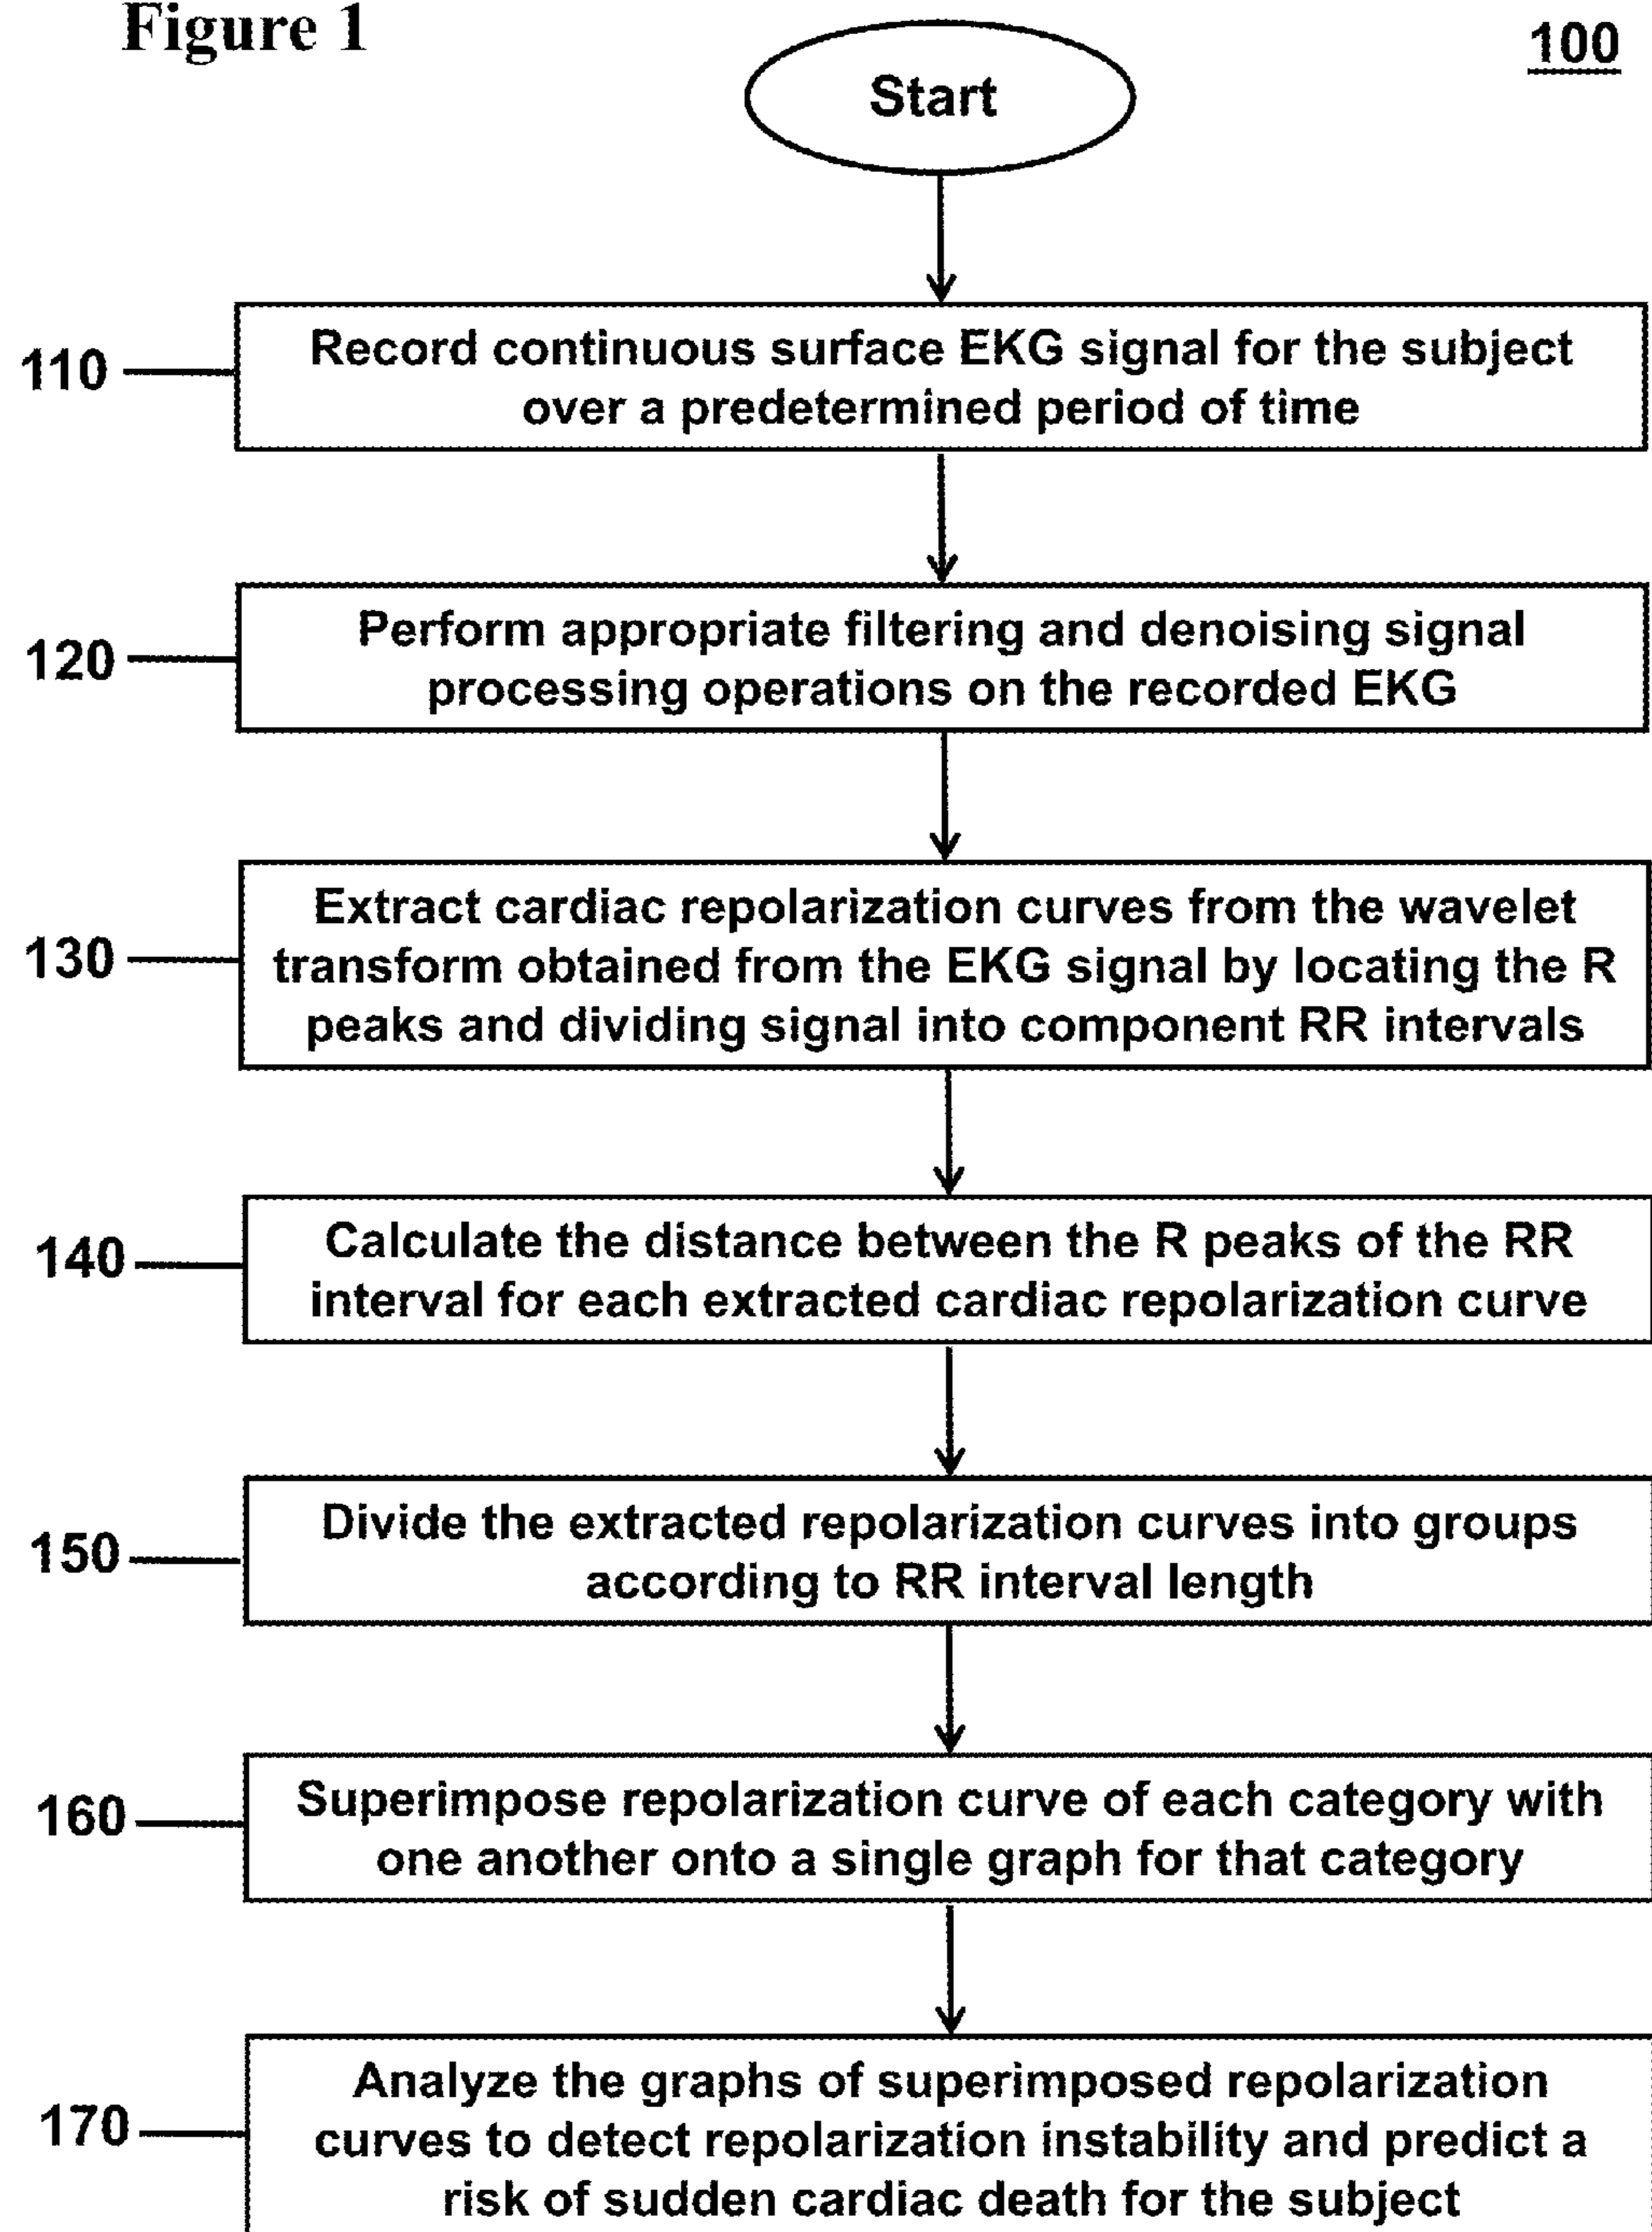 Figure 1
100
Start
110
Record continuous surface EKG signal for the subject
over a predetermined period of time
120
Perform appropriate filtering and denoising signal
processing operations on the recorded EKG
130
Extract cardiac repolarization curves from the wavelet
transform obtained from the EKG signal by locating the R
peaks and dividing signal into component RR intervals
140
Calculate the distance between the R peaks of the RR
interval for each extracted cardiac repolarization curve
150
Divide the extracted repolarization curves into groups
according to RR interval length
160
Superimpose repolarization curve of each category with
one another onto a single graph for that category
170
Analyze the graphs of superimposed repolarization
curves to detect repolarization instability and predict a
risk of sudden cardiac death for the subject